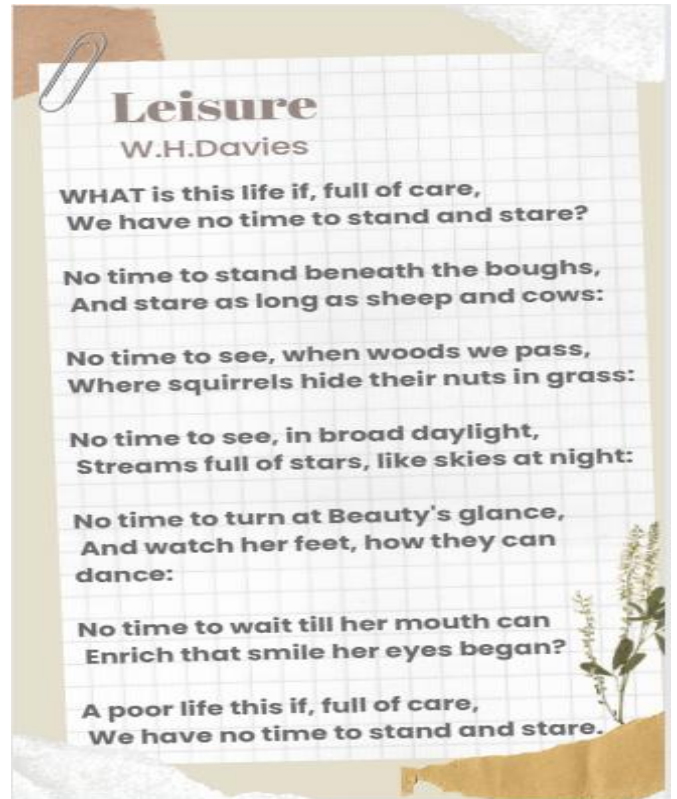 Leisure
W.H.Davies
WHAT is this life if, full of care,
We have no time to stand and stare?
No time to stand beneath the boughs,
And stare as long as sheep and cows:
No time to see, when woods we pass,
Where squirrels hide their nuts in grass:
No time to see, in broad daylight,
Streams full of stars, like skies at night:
No time to turn at Beauty's glance,
And watch her feet, how they can
dance:
No time to wait till her mouth can
Enrich that smile her eyes began?
A poor life this if, full of care,
We have no time to stand and stare.